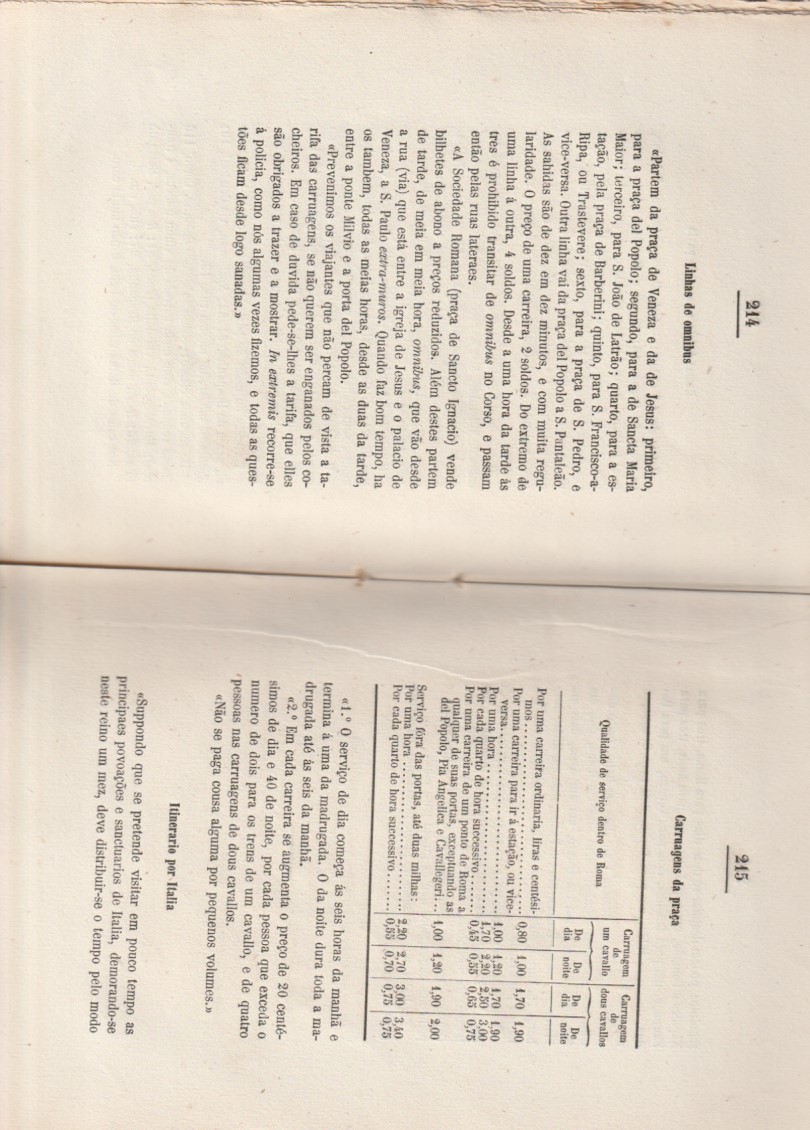 214
Linhas de omnibus
«Partem da praça de Veneza e da de Jesus: primeiro,
para a praça del Popolo; segundo, para a de Sancta Maria
Maior; terceiro, para S. João de Latrão; quarto, para a es-
tação, pela praça de Barberini; quinto, para S. Francisco-a-
Ripa, ou Trastevere; sexto, para a praça de S. Pedro, e
vice-versa. Outra linha vai da praça del Popolo a S. Pantaleão.
As sahidas são de dez em dez minutos, e com muita regu-
laridade. O preço de uma carreira, 2 soldos. Do extremo de
uma linha á outra, 4 soldos. Desde a uma hora da tarde ás
tres é prohibido transitar de omnibus no Corso, e passam
então pelas ruas lateraes.
«A Sociedade Romana (praça de Sancto Ignacio) vende
bilhetes de abono a preços reduzidos. Além destes partem
de tarde, de meia em meia hora, omnibus, que vão desde
a rua (via) que está entre a igreja de Jesus e o palacio de
Veneza, a S. Paulo extra-muros. Quando faz bom tempo, ha
os tambem, todas as meias horas, desde as duas da tarde,
entre a ponte Milvio e a porta del Popolo.
«Prevenimos os viajantes que não percam de vista a ta-
rifa das carruagens, se não querem ser enganados pelos co-
cheiros. Em caso de duvida pede-se-lhes a tarifa, que elles
são obrigados a trazer e a mostrar. In extremis recorre-se
á policia, como nós algumas vezes fizemos, e todas as ques-
tões ficam desde logo sanadas.»
215
Carruagens da praça
Qualidade de serviço dentro de Roma
Carruagem de um cavallo
Carruagem de dous cavallos
De dia De noite De dia De noite
Por uma carreira ordinaria, liras e centesi-
mos........ 0,80 1,00 1,70 1,90
Por uma carreira para ir á estação, ou vice-
versa........ 1,00 1,20 1,70 1,90
Por uma hora........ 1,70 2,20 2,50 3,00
Por cada quarto de hora successivo........ 0,45 0,55 0,65 0,75
Por uma carreira de um ponto de Roma a
qualquer de suas portas, exceptuando as
del Popolo, Pia Angelica e Cavallegeri... 1,00 1,20 1,90 2,00
Serviço fóra das portas, até duas milhas:
Por uma hora........ 2,20 2,70 3,00 3,40
Por cada quarto de hora successivo........ 0,55 0,70 0,75 0,75
«1.º O serviço de dia começa ás seis horas da manhã e
termina á uma da madrugada. O da noite dura toda a ma-
drugada até ás seis da manhã.
«2.º Em cada carreira se augmenta o preço de 20 centé-
simos de dia e 40 de noite, por cada pessoa que exceda o
numero de dois para os trens de um cavallo, e de quatro
pessoas nas carruagens de dous cavallos.
«Não se paga cousa alguma por pequenos volumes.»
Itinerario por Italia
«Suppondo que se pretende visitar em pouco tempo as
principaes povoações e sanctuarios de Italia, demorando-se
neste reino um mez, deve distribuir-se o tempo pelo modo